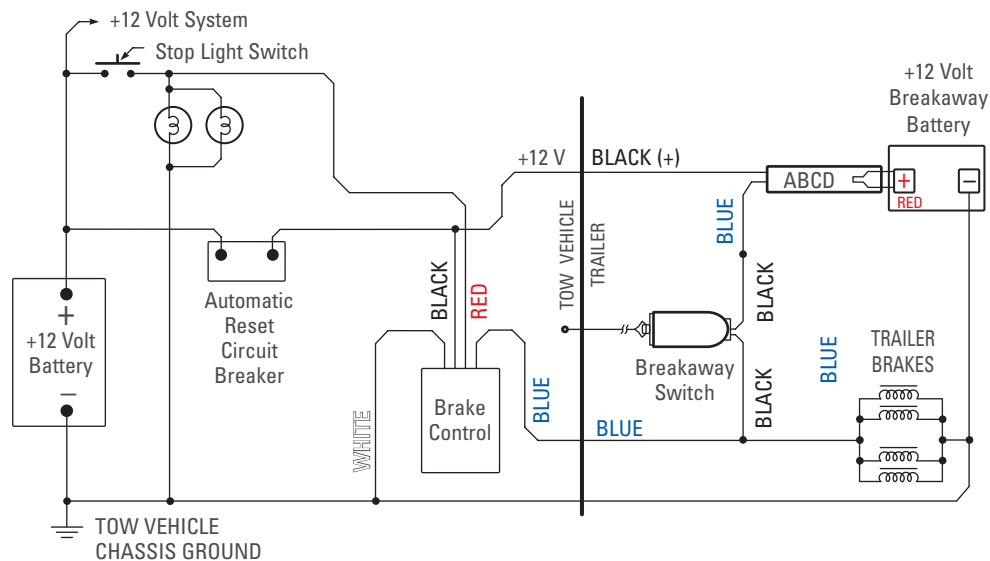 +12 Volt System
Stop Light Switch
+12 Volt
Breakaway
Battery
+12 V
BLACK (+)
ABCD
+
−
RED
BLUE
TOW VEHICLE
TRAILER
BLACK
RED
BLACK
+
+12 Volt
Battery
−
Automatic
Reset
Circuit
Breaker
Breakaway
Switch
BLUE
TRAILER
BRAKES
WHITE
Brake
Control
BLUE
BLUE
BLACK
TOW VEHICLE
CHASSIS GROUND